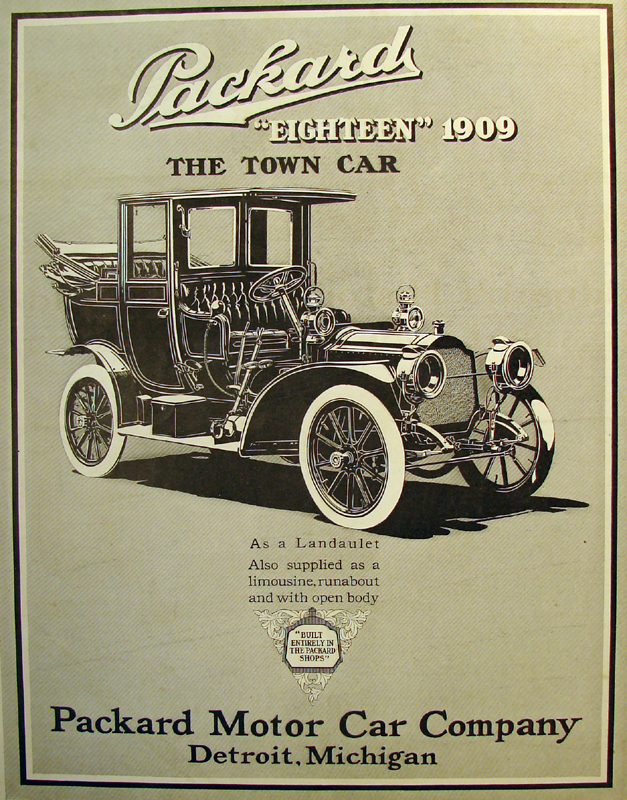 Packard
"EIGHTEEN" 1909
THE TOWN CAR
As a Landaulet
Also supplied as a
limousine, runabout
and with open body
"BUILT
ENTIRELY IN
THE PACKARD
SHOPS"
Packard Motor Car Company
Detroit, Michigan